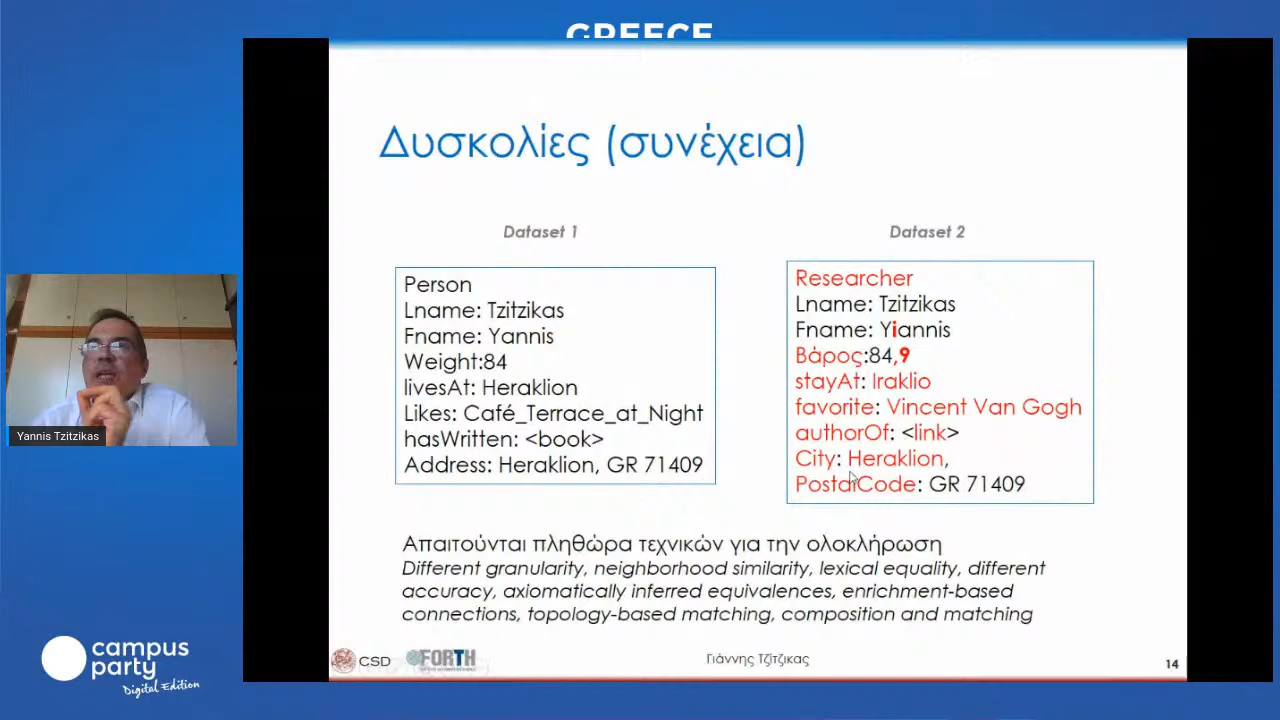 GREECE
Δυσκολίες (συνέχεια)
Dataset 1
Person
Lname: Tzitzikas
Fname: Yannis
Weight:84
livesAt: Heraklion
Likes: Café_Terrace_at_Night
hasWritten: <book>
Address: Heraklion, GR 71409
Dataset 2
Researcher
Lname: Tzitzikas
Fname: Yiannis
Βάρος:84,9
stayAt: Iraklio
favorite: Vincent Van Gogh
authorOf: <link>
City: Heraklion,
PostalCode: GR 71409
Απαιτούνται πληθώρα τεχνικών για την ολοκλήρωση
Different granularity, neighborhood similarity, lexical equality, different
accuracy, axiomatically inferred equivalences, enrichment-based
connections, topology-based matching, composition and matching
CSD
FORTH
Γιάννης Τζίτζικας
14
Yannis Tzitzikas
campus
party
Digital Edition